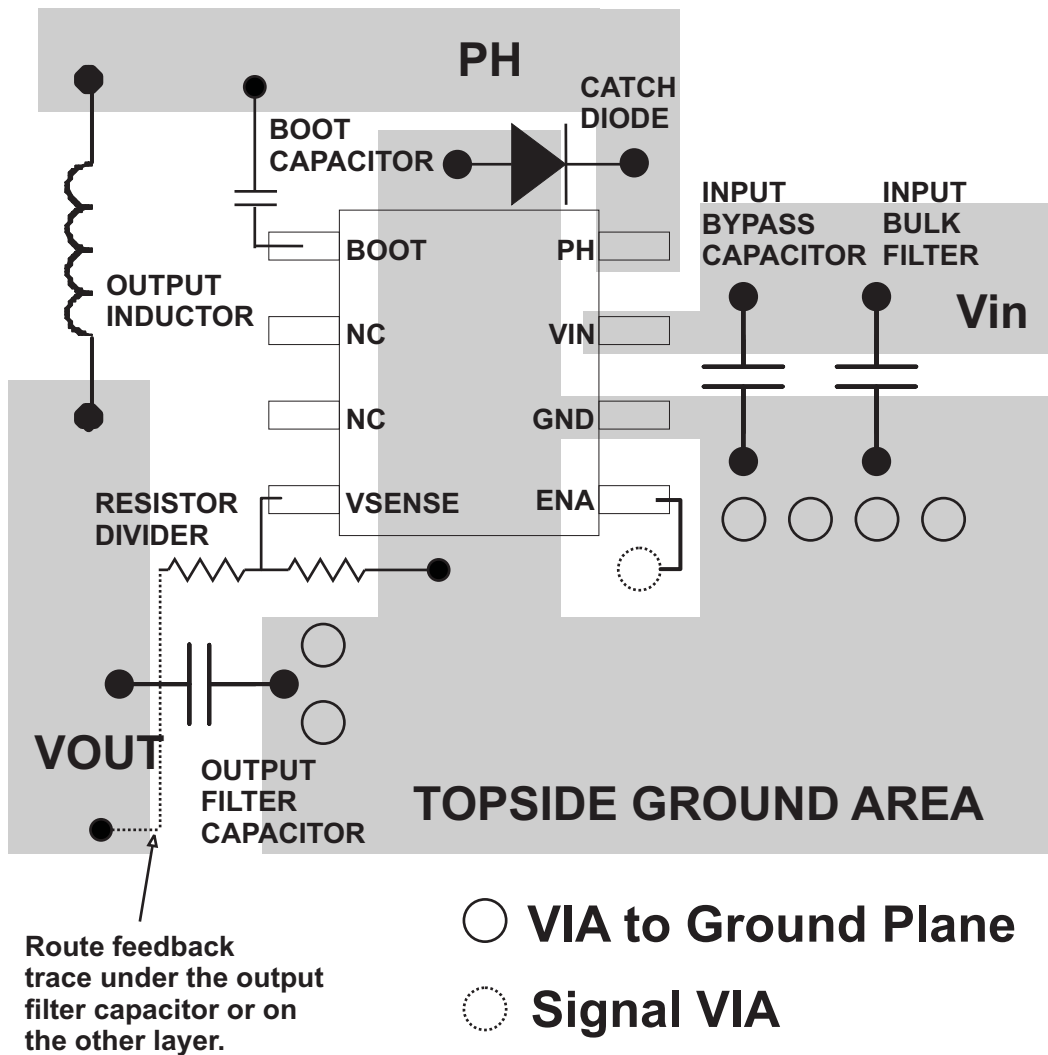 PH
CATCH
DIODE
BOOT
CAPACITOR
INPUT
BYPASS
CAPACITOR
INPUT
BULK
FILTER
Vin
OUTPUT
INDUCTOR
BOOT
PH
NC
VIN
NC
GND
VSENSE
ENA
RESISTOR
DIVIDER
VOUT
OUTPUT
FILTER
CAPACITOR
TOPSIDE GROUND AREA
Route feedback
trace under the output
filter capacitor or on
the other layer.
VIA to Ground Plane
Signal VIA